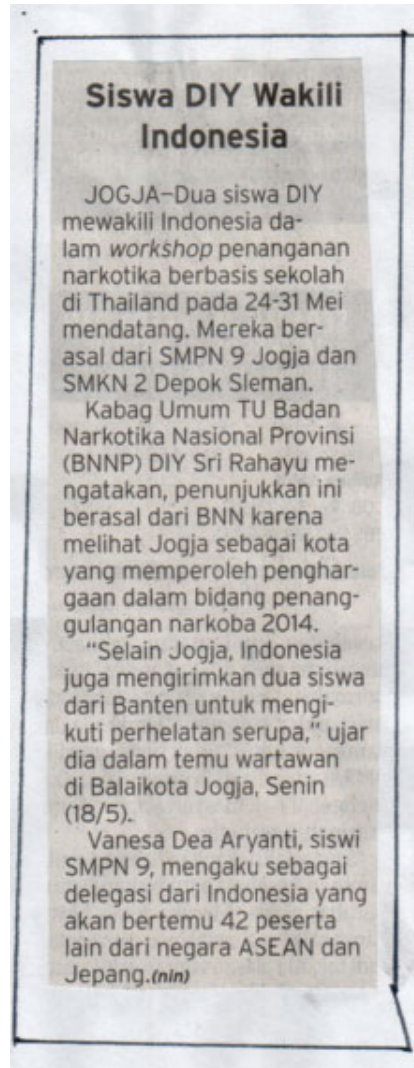 Siswa DIY Wakili
Indonesia
JOGJA—Dua siswa DIY
mewakili Indonesia da-
lam workshop penanganan
narkotika berbasis sekolah
di Thailand pada 24-31 Mei
mendatang. Mereka ber-
asal dari SMPN 9 Jogja dan
SMKN 2 Depok Sleman.
Kabag Umum TU Badan
Narkotika Nasional Provinsi
(BNNP) DIY Sri Rahayu me-
ngatakan, penunjukkan ini
berasal dari BNN karena
melihat Jogja sebagai kota
yang memperoleh penghar-
gaan dalam bidang penang-
gulangan narkoba 2014.
“Selain Jogja, Indonesia
juga mengirimkan dua siswa
dari Banten untuk mengi-
kuti perhelatan serupa,” ujar
dia dalam temu wartawan
di Balaikota Jogja, Senin
(18/5).
Vanesa Dea Aryanti, siswi
SMPN 9, mengaku sebagai
delegasi dari Indonesia yang
akan bertemu 42 peserta
lain dari negara ASEAN dan
Jepang.(nin)